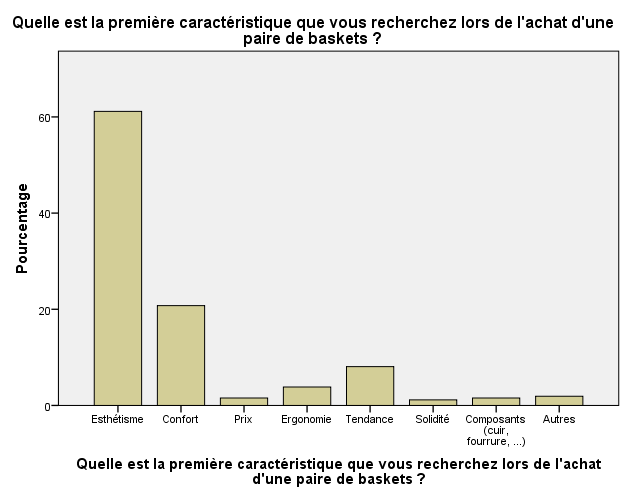 Quelle est la première caractéristique que vous recherchez lors de l'achat d'une
paire de baskets ?
Pourcentage
60
40
20
0
Esthétisme
Confort
Prix
Ergonomie
Tendance
Solidité
Composants
(cuir,
fourrure, ...)
Autres
Quelle est la première caractéristique que vous recherchez lors de l'achat
d'une paire de baskets ?